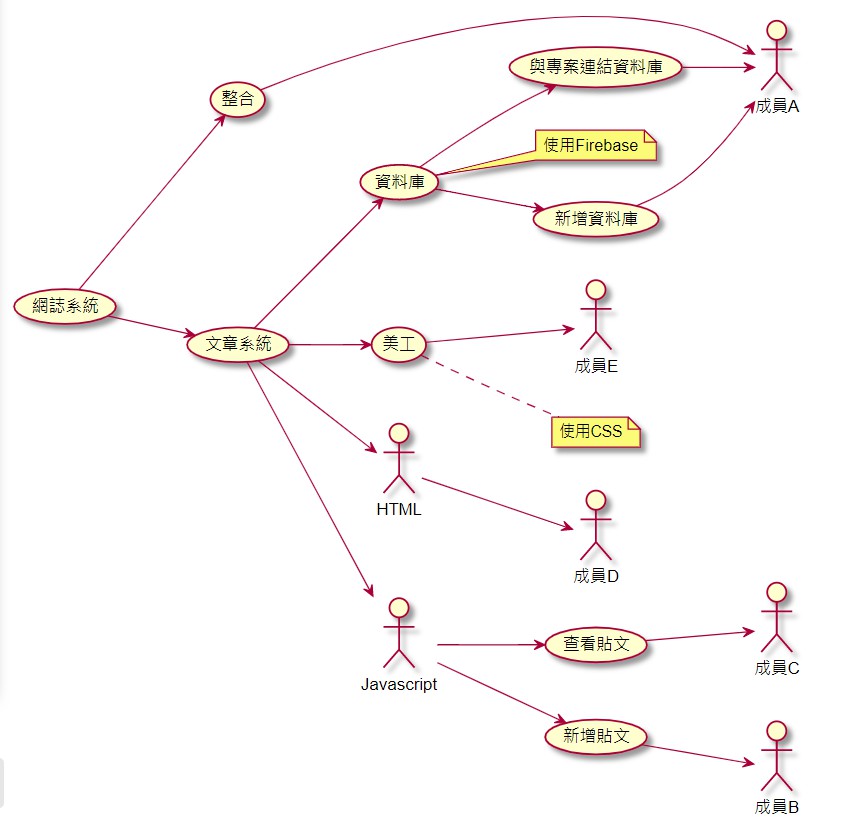 網誌系統
整合
文章系統
資料庫
使用Firebase
與專案連結資料庫
新增資料庫
成員A
美工
使用CSS
成員E
HTML
成員D
Javascript
查看貼文
成員C
新增貼文
成員B